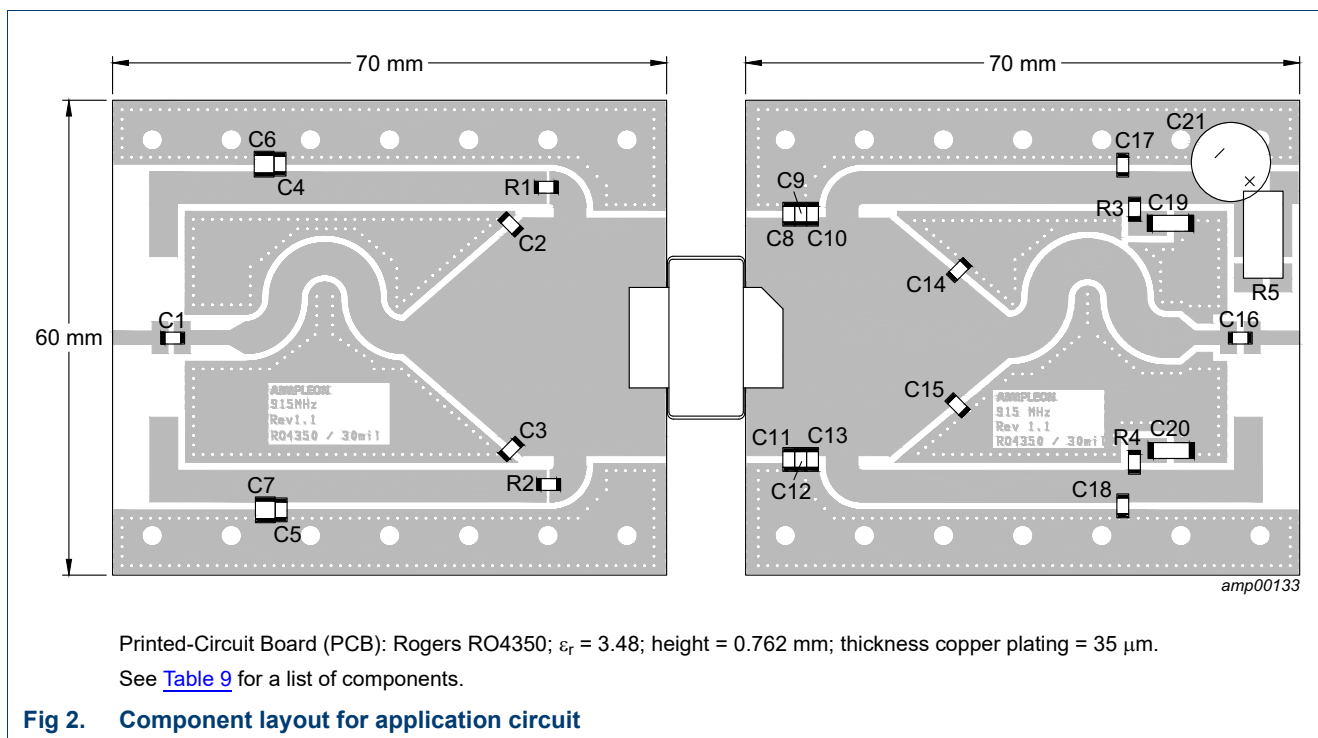 70 mm
70 mm
60 mm
C6
C4
R1
C2
C1
C3
R2
C7
C5
AMPLEON
915MHz
Rev1.1
RO4350 / 30mil
C21
C17
C9
C8 C10
R3 C19
C14
R5
C16
C15
AMPLEON
915 MHz
Rev 1.1
RO4350 / 30mil
C11 C13
C12
R4 C20
C18
amp00133
Printed-Circuit Board (PCB): Rogers RO4350; εr = 3.48; height = 0.762 mm; thickness copper plating = 35 μm.
See Table 9 for a list of components.
Fig 2. Component layout for application circuit